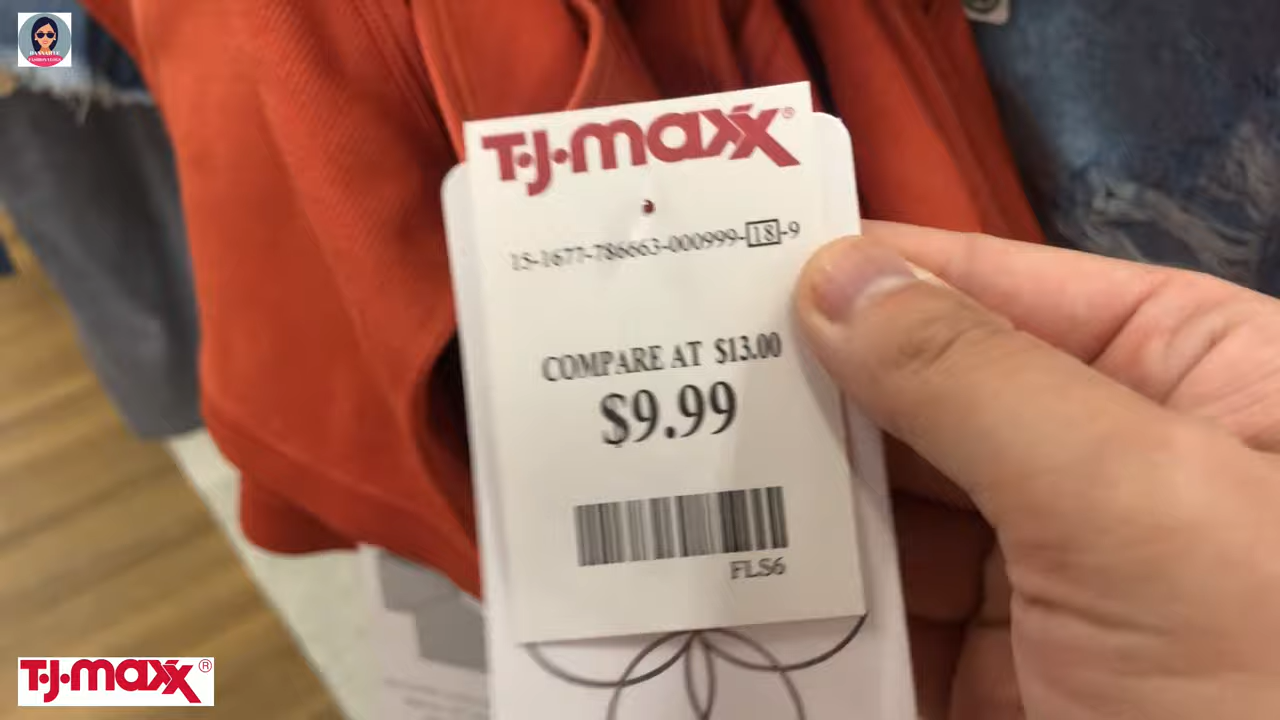 T·J·maxx®
15-1677-786663-000999-18-9
COMPARE AT $13.00
$9.99
FLS6
T·J·maxx®